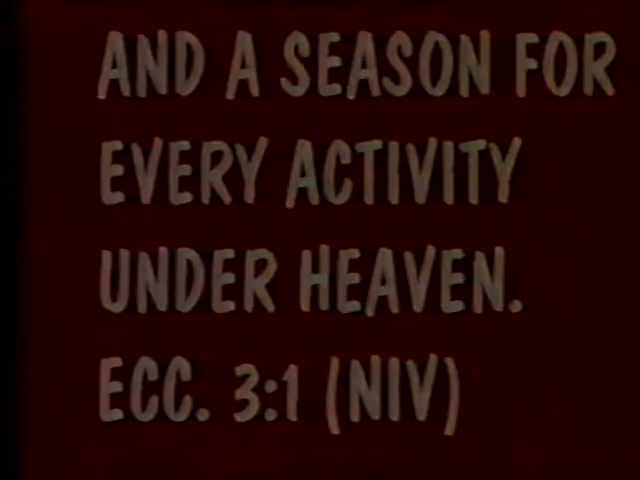 AND A SEASON FOR
EVERY ACTIVITY
UNDER HEAVEN.
ECC. 3:1 (NIV)